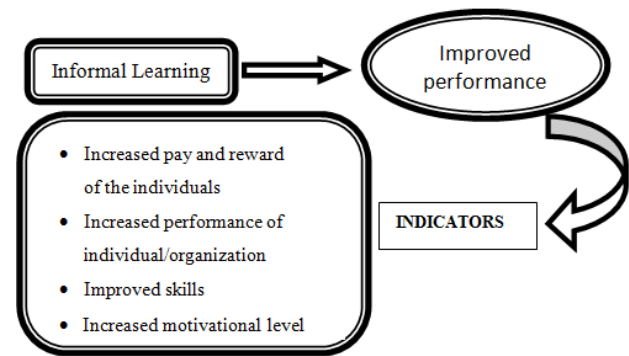 Informal Learning
Improved
performance
• Increased pay and reward
of the individuals
• Increased performance of
individual/organization
• Improved skills
• Increased motivational level
INDICATORS